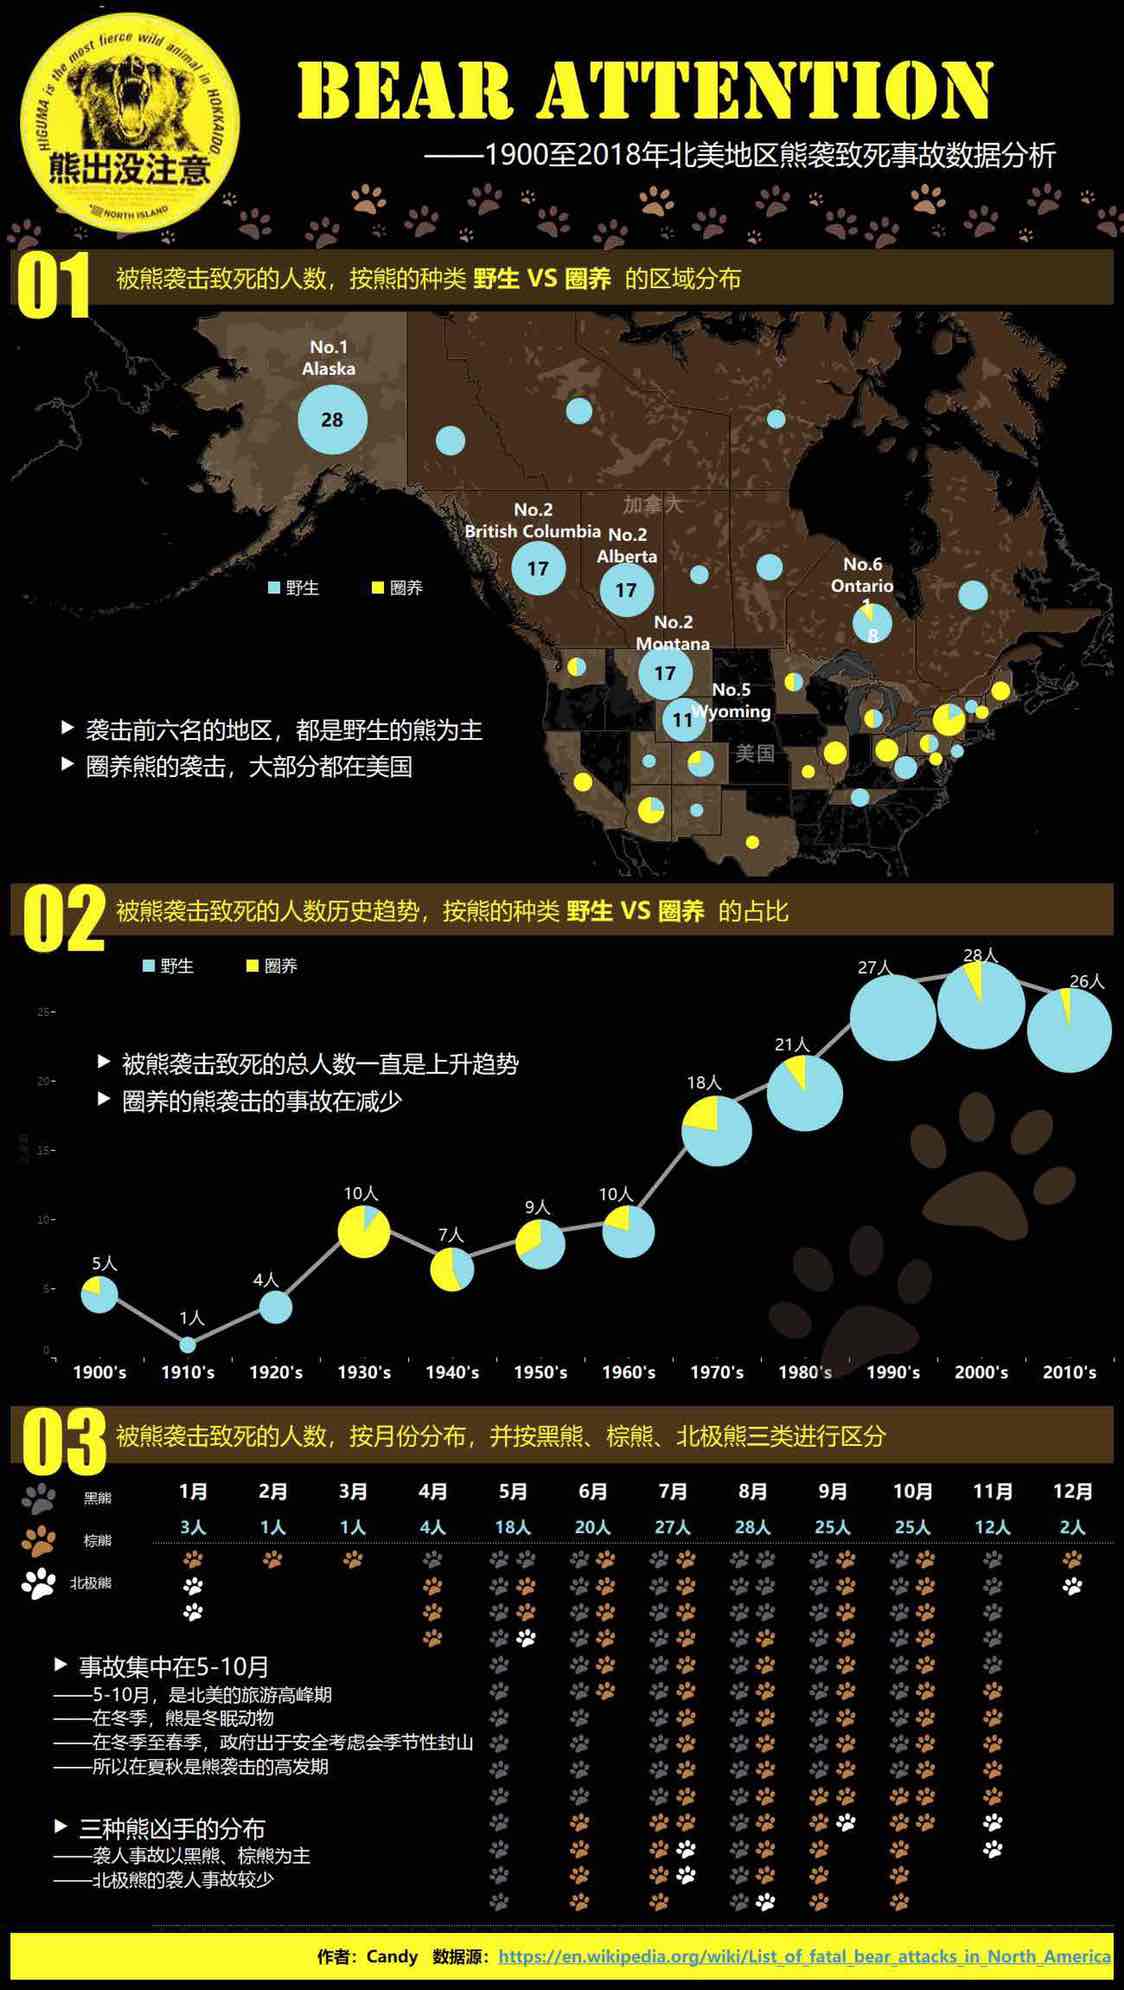 HIGUMA is the most fierce wild animal in HOKKAIDO
熊出没注意
NORTH ISLAND
BEAR ATTENTION
——1900至2018年北美地区熊袭致死事故数据分析
01
被熊袭击致死的人数，按熊的种类 野生 VS 圈养 的区域分布
No.1
Alaska
28
No.2
British Columbia
17
No.2
Alberta
17
加拿大
No.6
Ontario
1
8
野生
圈养
No.2
Montana
17
No.5
Wyoming
11
美国
袭击前六名的地区，都是野生的熊为主
圈养熊的袭击，大部分都在美国
02
被熊袭击致死的人数历史趋势，按熊的种类 野生 VS 圈养 的占比
野生
圈养
被熊袭击致死的总人数一直是上升趋势
圈养的熊袭击的事故在减少
25
20
15
10
5
0
5人
1人
4人
10人
7人
9人
10人
18人
21人
27人
28人
26人
1900's 1910's 1920's 1930's 1940's 1950's 1960's 1970's 1980's 1990's 2000's 2010's
03
被熊袭击致死的人数，按月份分布，并按黑熊、棕熊、北极熊三类进行区分
黑熊
棕熊
北极熊
1月 2月 3月 4月 5月 6月 7月 8月 9月 10月 11月 12月
3人 1人 1人 4人 18人 20人 27人 28人 25人 25人 12人 2人
事故集中在5-10月
——5-10月，是北美的旅游高峰期
——在冬季，熊是冬眠动物
——在冬季至春季，政府出于安全考虑会季节性封山
——所以在夏秋是熊袭击的高发期
三种熊凶手的分布
——袭人事故以黑熊、棕熊为主
——北极熊的袭人事故较少
作者：Candy 数据源：https://en.wikipedia.org/wiki/List_of_fatal_bear_attacks_in_North_America